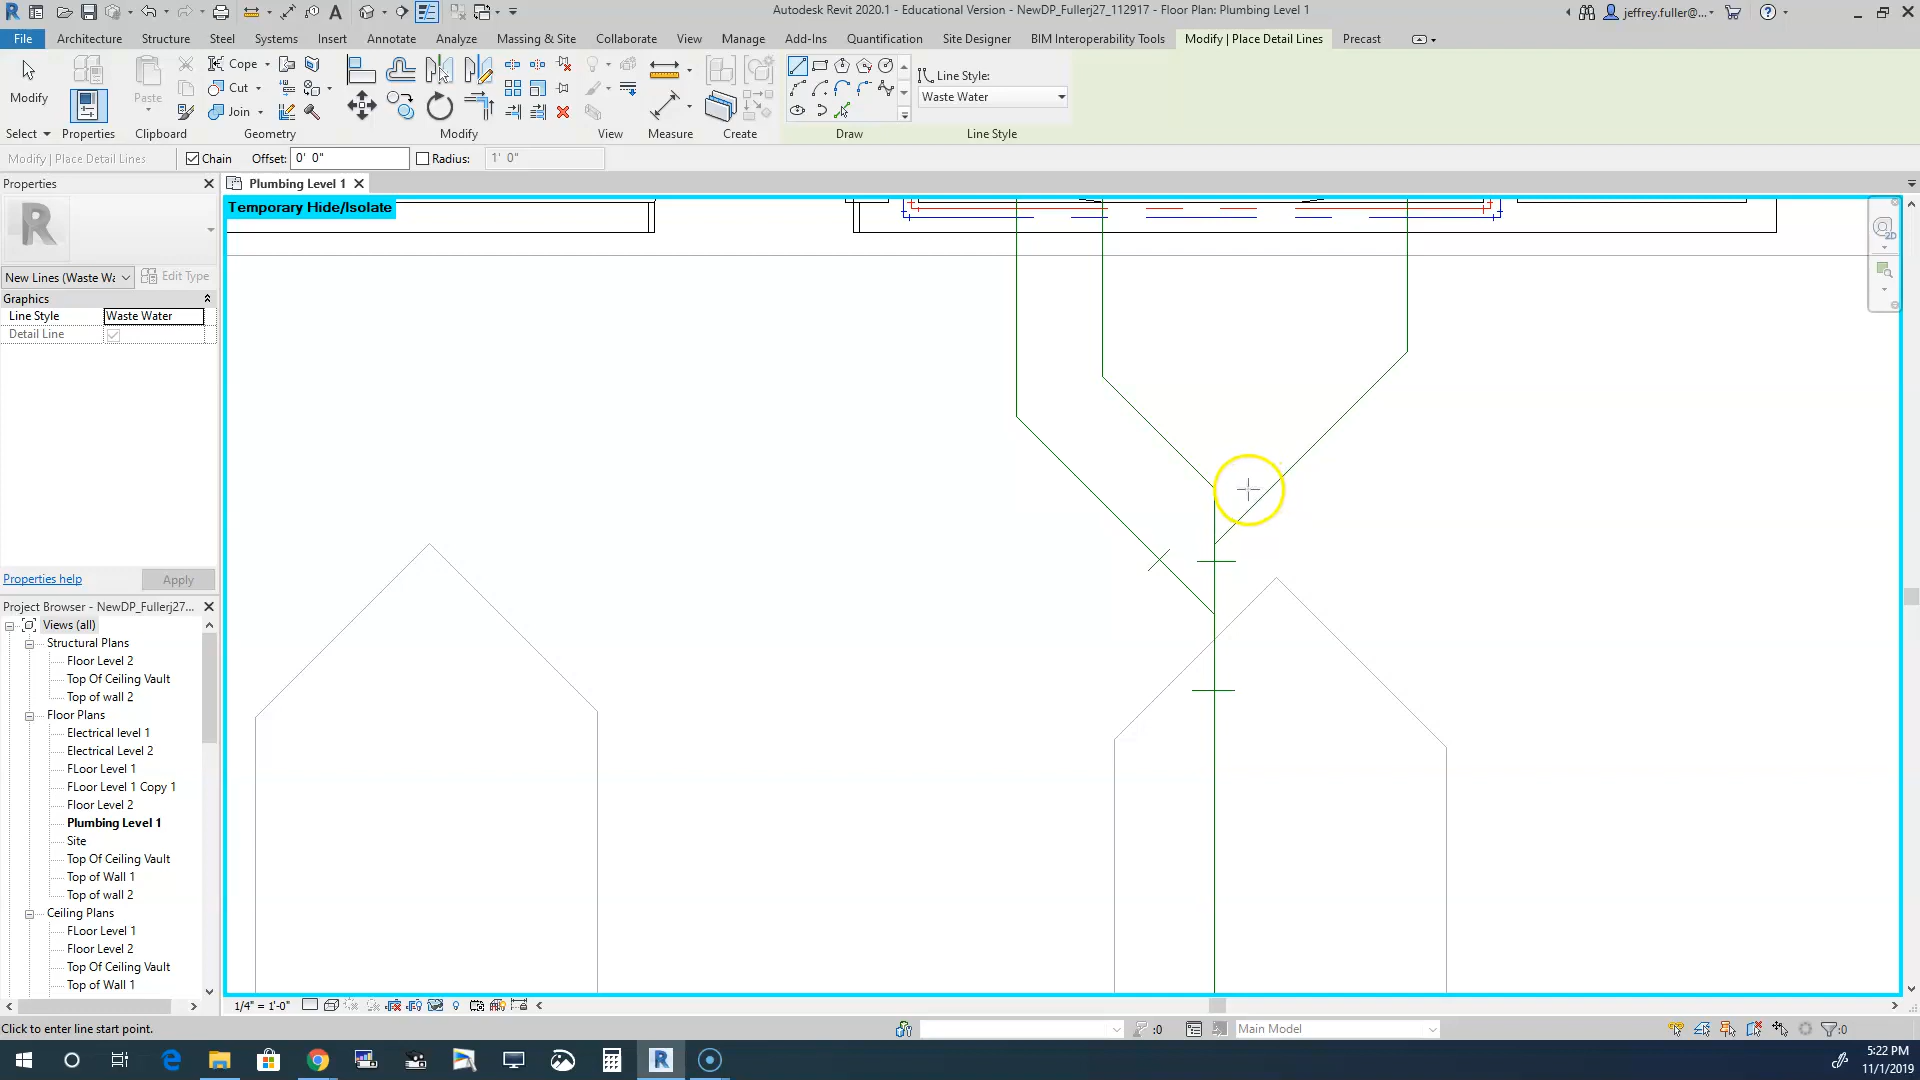 Autodesk Revit 2020.1 - Educational Version - NewDP_Fullerj27_112917 - Floor Plan: Plumbing Level 1
jeffrey.fuller@...
File Architecture Structure Steel Systems Insert Annotate Analyze Massing & Site Collaborate View Manage Add-Ins Quantification Site Designer BIM Interoperability Tools Modify | Place Detail Lines Precast
Modify
Paste
Cope
Cut
Join
Line Style:
Waste Water
Select Properties Clipboard Geometry Modify View Measure Create Draw Line Style
Modify | Place Detail Lines Chain Offset: 0' 0" Radius: 1' 0"
Properties
Plumbing Level 1
Temporary Hide/Isolate
R
2D
New Lines (Waste Wa Edit Type
Graphics
Line Style Waste Water
Detail Line
Properties help Apply
Project Browser - NewDP_Fullerj27...
Views (all)
Structural Plans
Floor Level 2
Top Of Ceiling Vault
Top of wall 2
Floor Plans
Electrical level 1
Electrical Level 2
FLoor Level 1
FLoor Level 1 Copy 1
Floor Level 2
Plumbing Level 1
Site
Top Of Ceiling Vault
Top of Wall 1
Top of wall 2
Ceiling Plans
FLoor Level 1
Floor Level 2
Top Of Ceiling Vault
Top of Wall 1
1/4" = 1'-0"
Click to enter line start point.
:0
Main Model
:0
5:22 PM
11/1/2019